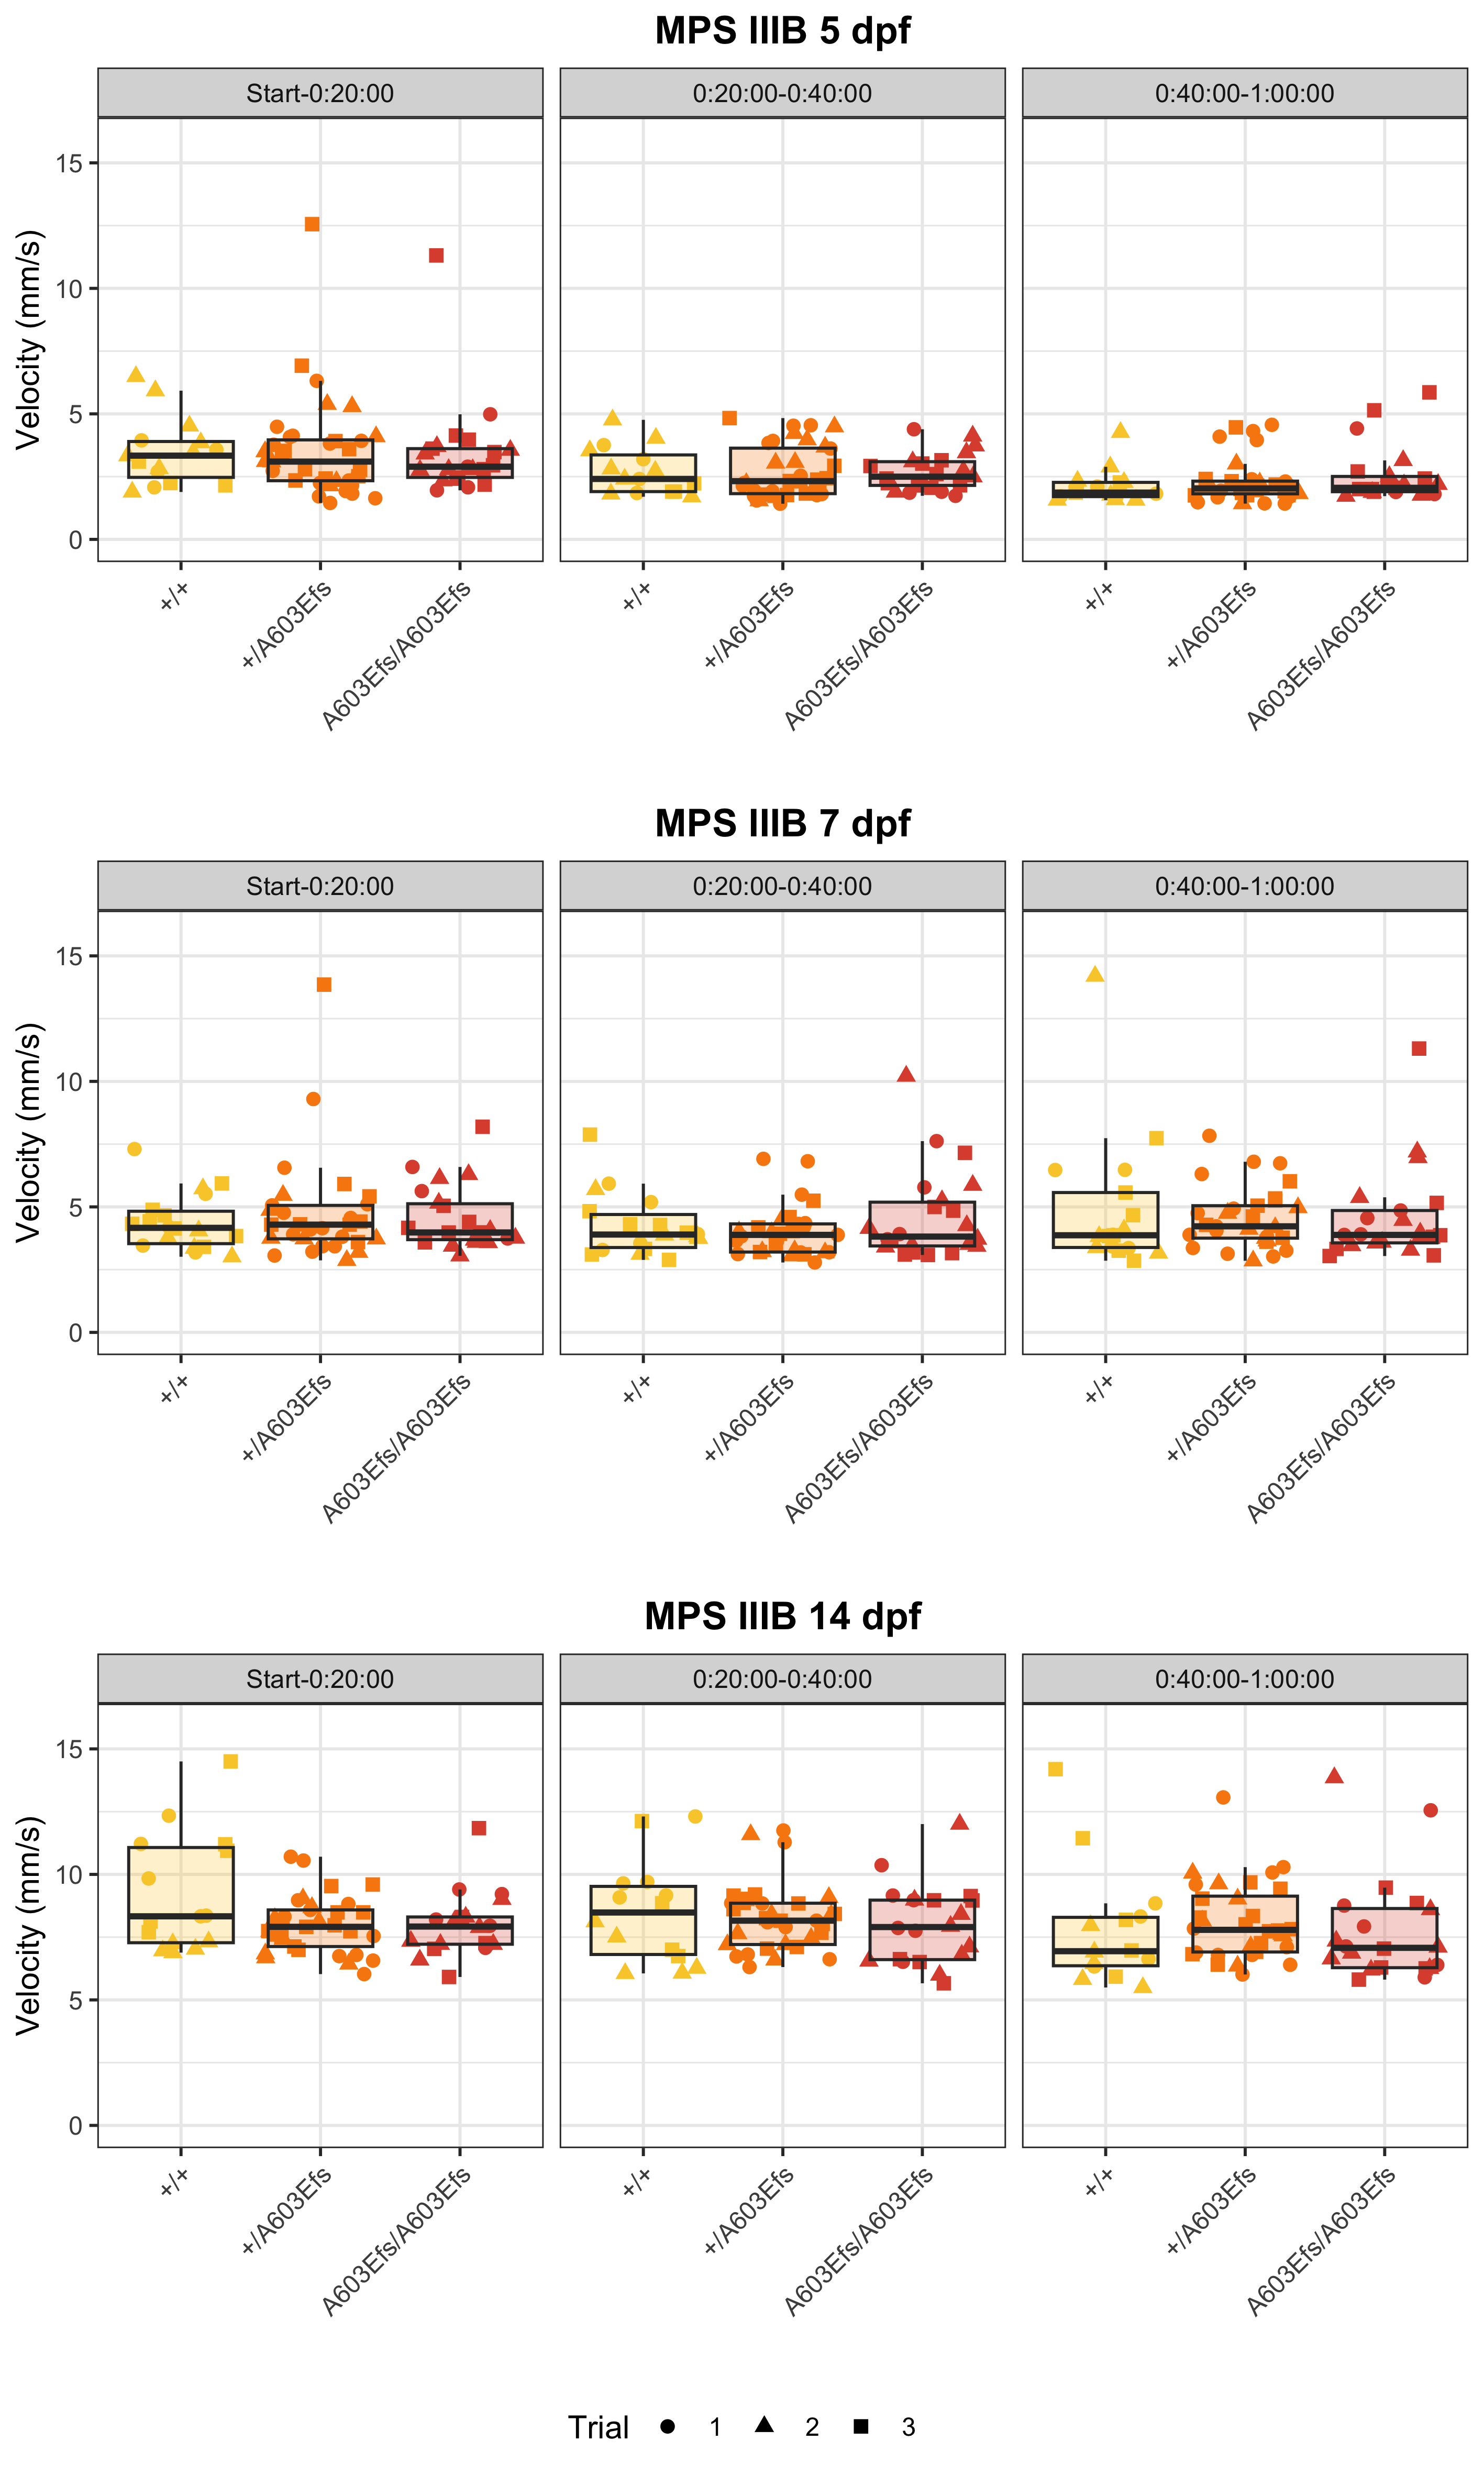 MPS IIIB 5 dpf
Start-0:20:00 0:20:00-0:40:00 0:40:00-1:00:00
Velocity (mm/s)
15
10
5
0
+/+ +/A603Efs A603Efs/A603Efs +/+ +/A603Efs A603Efs/A603Efs +/+ +/A603Efs A603Efs/A603Efs
MPS IIIB 7 dpf
Start-0:20:00 0:20:00-0:40:00 0:40:00-1:00:00
Velocity (mm/s)
15
10
5
0
+/+ +/A603Efs A603Efs/A603Efs +/+ +/A603Efs A603Efs/A603Efs +/+ +/A603Efs A603Efs/A603Efs
MPS IIIB 14 dpf
Start-0:20:00 0:20:00-0:40:00 0:40:00-1:00:00
Velocity (mm/s)
15
10
5
0
+/+ +/A603Efs A603Efs/A603Efs +/+ +/A603Efs A603Efs/A603Efs +/+ +/A603Efs A603Efs/A603Efs
Trial 1 2 3